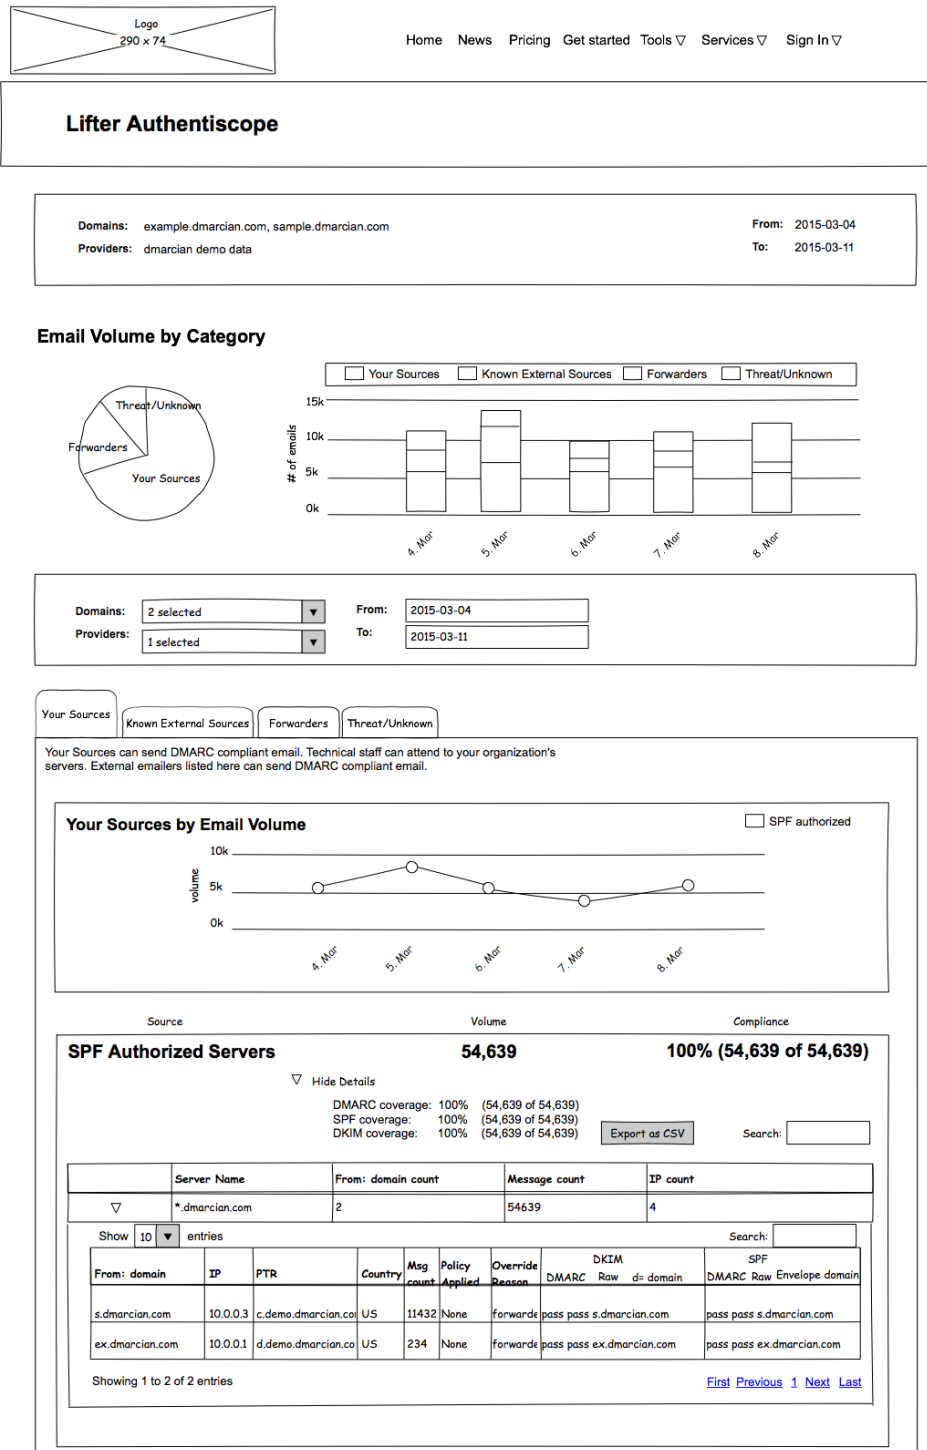 Logo
290 x 74
Home News Pricing Get started Tools ▽ Services ▽ Sign In ▽
Lifter Authentiscope
Domains: example.dmarcian.com, sample.dmarcian.com From: 2015-03-04
Providers: dmarcian demo data To: 2015-03-11
Email Volume by Category
Your Sources Known External Sources Forwarders Threat/Unknown
Threat/Unknown
Forwarders
Your Sources
# of emails
15k
10k
5k
0k
4. Mar 5. Mar 6. Mar 7. Mar 8. Mar
Domains: 2 selected ▼ From: 2015-03-04
Providers: 1 selected ▼ To: 2015-03-11
Your Sources Known External Sources Forwarders Threat/Unknown
Your Sources can send DMARC compliant email. Technical staff can attend to your organization's
servers. External emailers listed here can send DMARC compliant email.
Your Sources by Email Volume SPF authorized
volume
10k
5k
0k
4. Mar 5. Mar 6. Mar 7. Mar 8. Mar
Source Volume Compliance
SPF Authorized Servers 54,639 100% (54,639 of 54,639)
▽ Hide Details
DMARC coverage: 100% (54,639 of 54,639)
SPF coverage: 100% (54,639 of 54,639)
DKIM coverage: 100% (54,639 of 54,639) Export as CSV Search:
Server Name From: domain count Message count IP count
▽ *.dmarcian.com 2 54639 4
Show 10 ▼ entries Search:
From: domain IP PTR Country Msg count Policy Applied Override Reason DKIM DMARC Raw d= domain SPF DMARC Raw Envelope domain
s.dmarcian.com 10.0.0.3 c.demo.dmarcian.co US 11432 None forwarde pass pass s.dmarcian.com pass pass s.dmarcian.com
ex.dmarcian.com 10.0.0.1 d.demo.dmarcian.co US 234 None forwarde pass pass ex.dmarcian.com pass pass ex.dmarcian.com
Showing 1 to 2 of 2 entries First Previous 1 Next Last